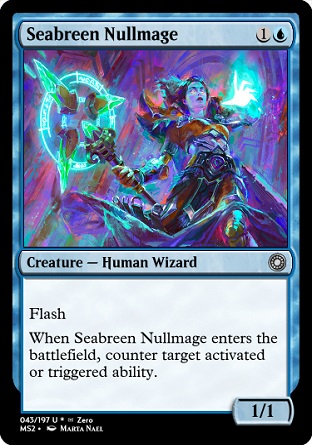 Seabreen Nullmage 1
Creature — Human Wizard
Flash
When Seabreen Nullmage enters the
battlefield, counter target activated
or triggered ability.
1/1
043/197 U * = Zero
MS2 • Marta Nael